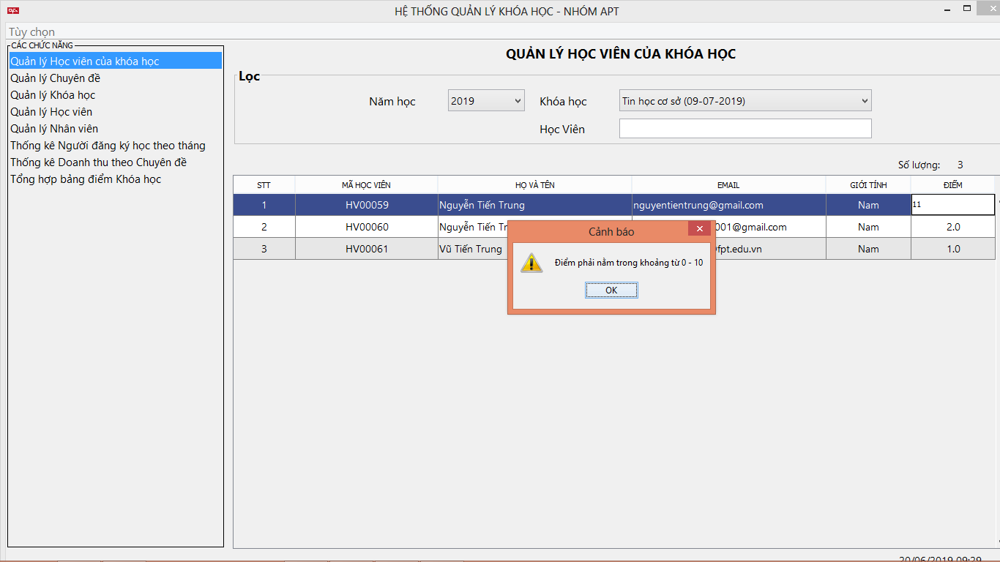 HỆ THỐNG QUẢN LÝ KHÓA HỌC - NHÓM APT
Tùy chọn
CÁC CHỨC NĂNG
Quản lý Học viên của khóa học
Quản lý Chuyên đề
Quản lý Khóa học
Quản lý Học viên
Quản lý Nhân viên
Thống kê Người đăng ký học theo tháng
Thống kê Doanh thu theo Chuyên đề
Tổng hợp bảng điểm Khóa học
QUẢN LÝ HỌC VIÊN CỦA KHÓA HỌC
Lọc
Năm học 2019 Khóa học Tin học cơ sở (09-07-2019)
Học Viên
Số lượng: 3
STT MÃ HỌC VIÊN HỌ VÀ TÊN EMAIL GIỚI TÍNH ĐIỂM
1 HV00059 Nguyễn Tiến Trung nguyentientrung@gmail.com Nam 11
2 HV00060 Nguyễn Tiến 001@gmail.com Nam 2.0
3 HV00061 Vũ Tiến Trung fpt.edu.vn Nam 1.0
Cảnh báo
Điểm phải nằm trong khoảng từ 0 - 10
OK
20/06/2019 09:29